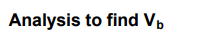 Analysis to find V_b